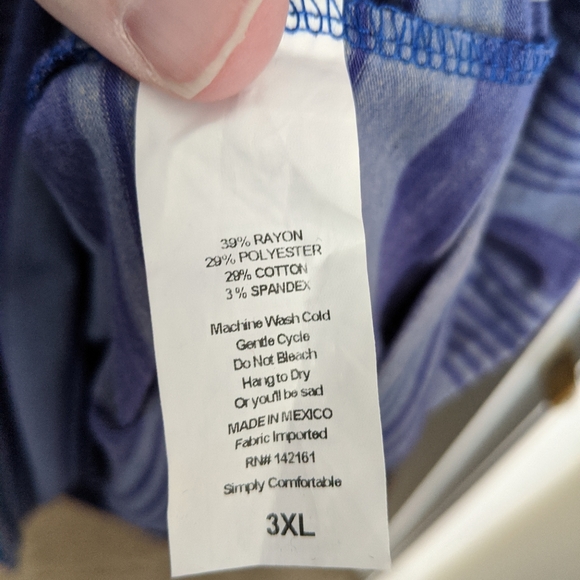 39% RAYON
29% POLYESTER
29% COTTON
3% SPANDEX
Machine Wash Cold
Gentle Cycle
Do Not Bleach
Hang to Dry
Or you'll be sad
MADE IN MEXICO
Fabric Imported
RN# 142161
Simply Comfortable
3XL